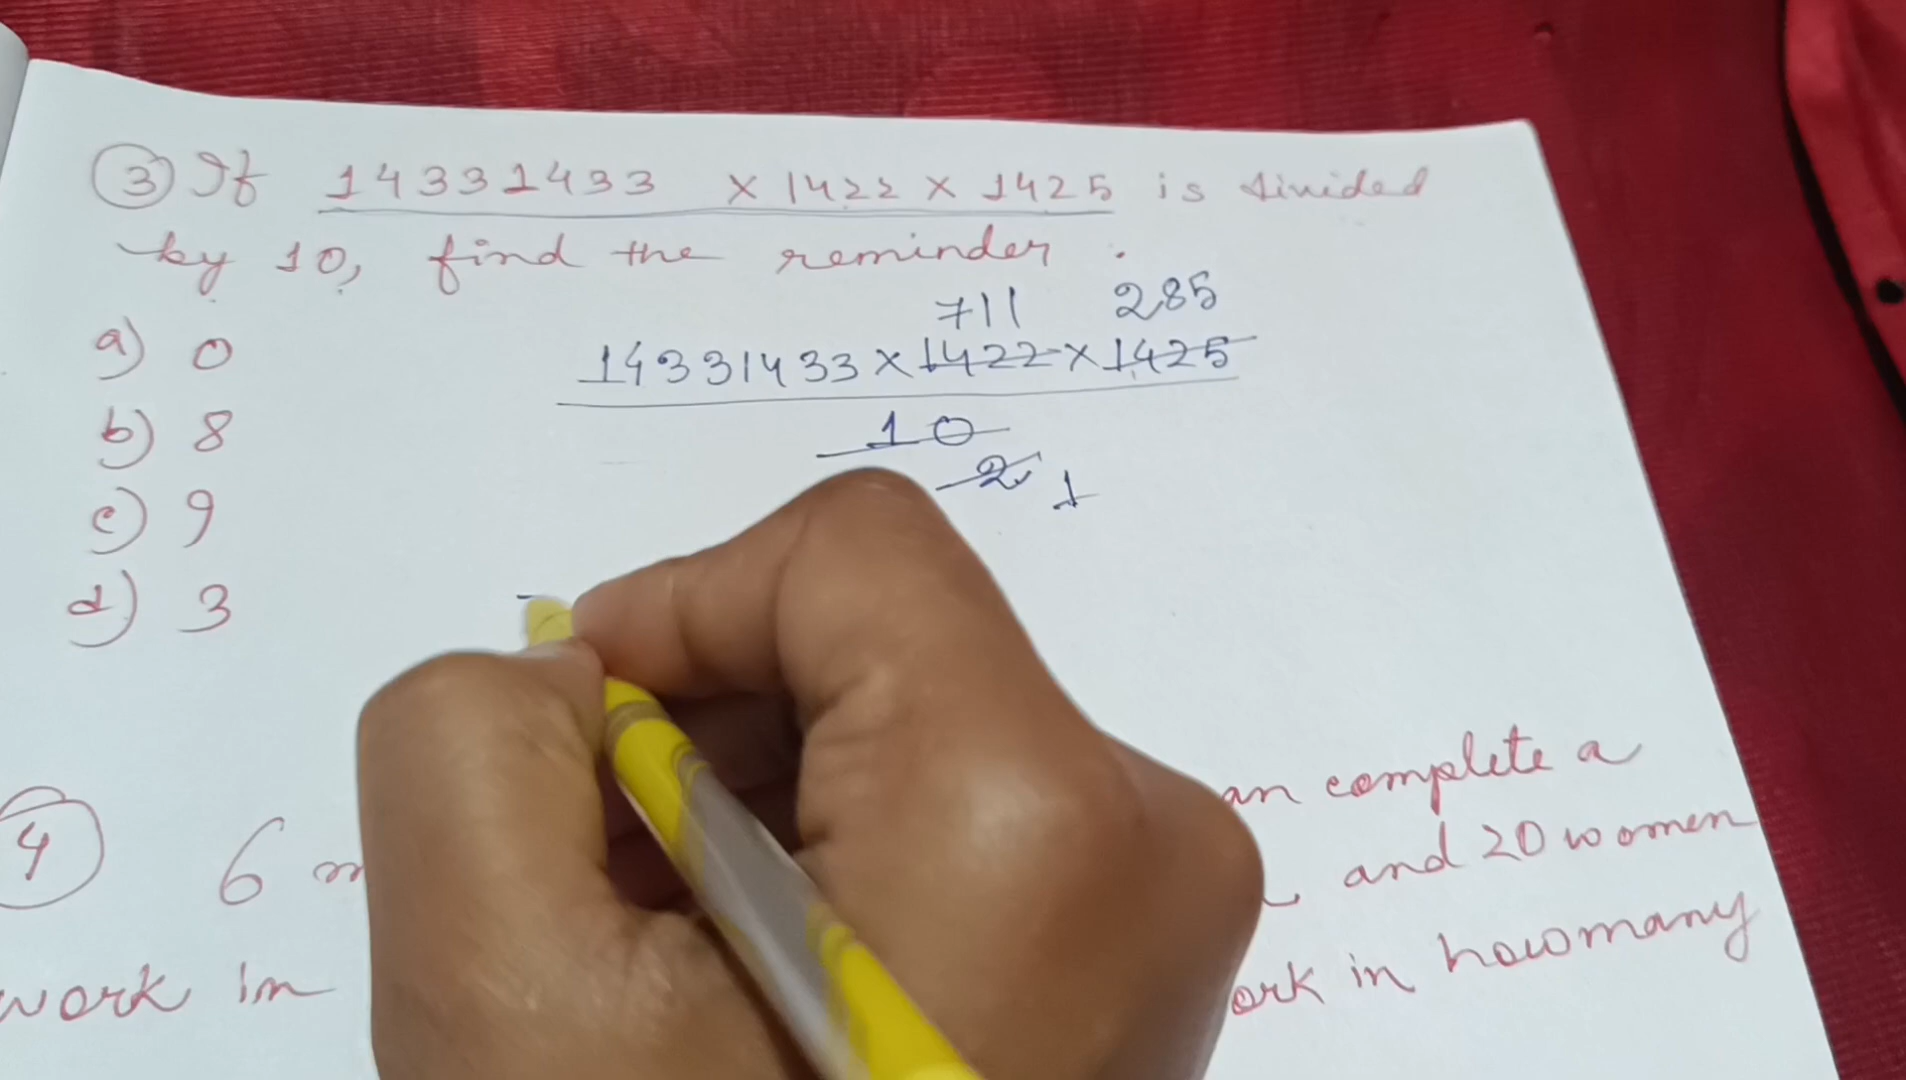 3 If 14331433 × 1422 × 1425 is divided
by 10, find the reminder .
a) 0
b) 8
c) 9
d) 3
711 285
14331433 × 1422 × 1425
10
2 1
4 6 an complete a
and 20 women
work in ork in howmany